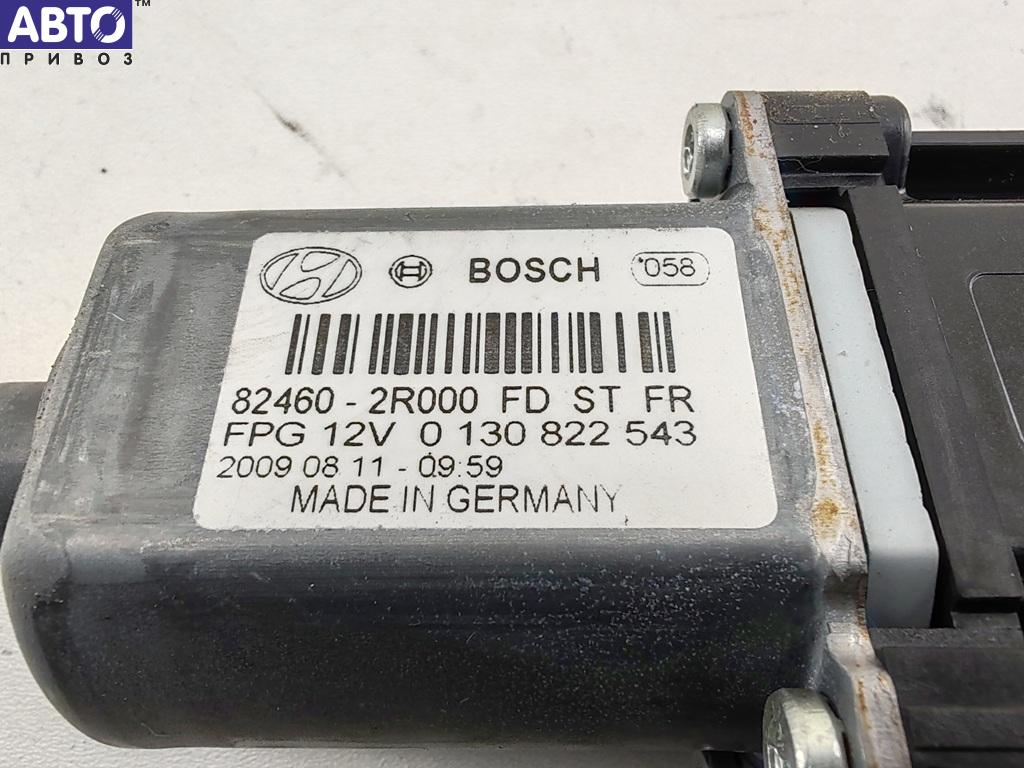 АВТО™
ПРИВОЗ
BOSCH '058
82460-2R000 FD ST FR
FPG 12V 0 130 822 543
2009 08 11-09:59
MADE IN GERMANY